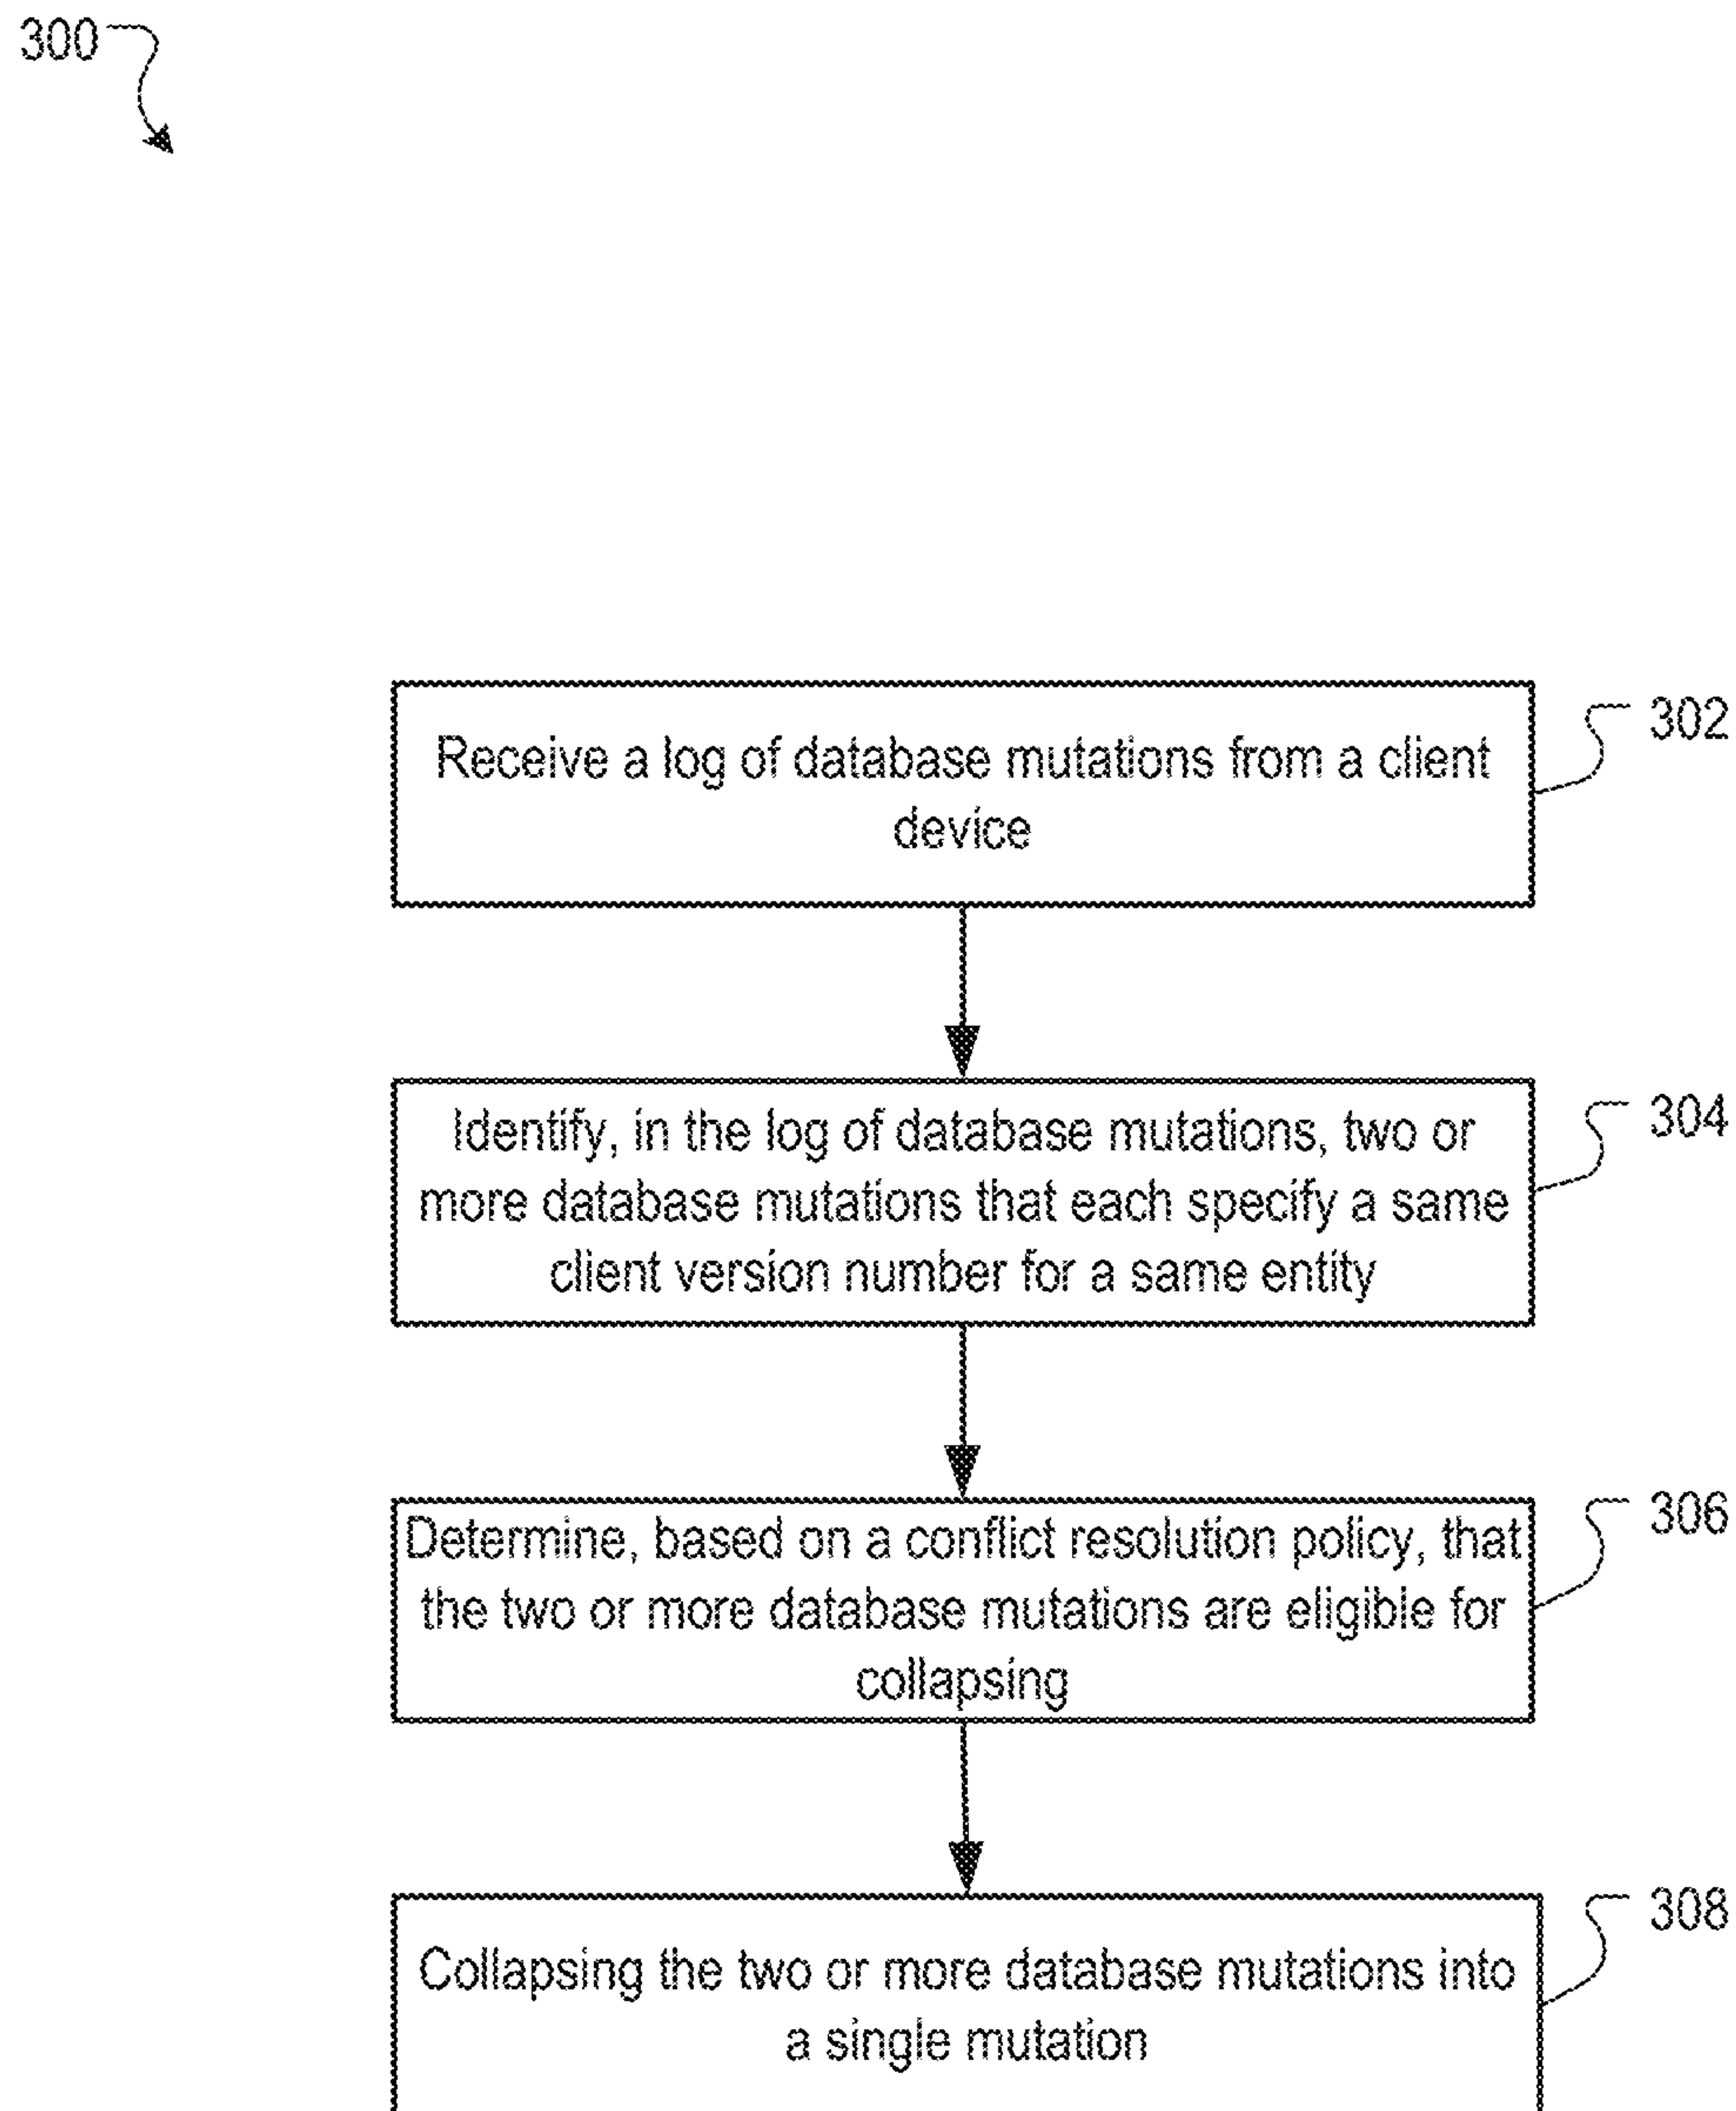 300
Receive a log of database mutations from a client
device
302
Identify, in the log of database mutations, two or
more database mutations that each specify a same
client version number for a same entity
304
Determine, based on a conflict resolution policy, that
the two or more database mutations are eligible for
collapsing
306
Collapsing the two or more database mutations into
a single mutation
308